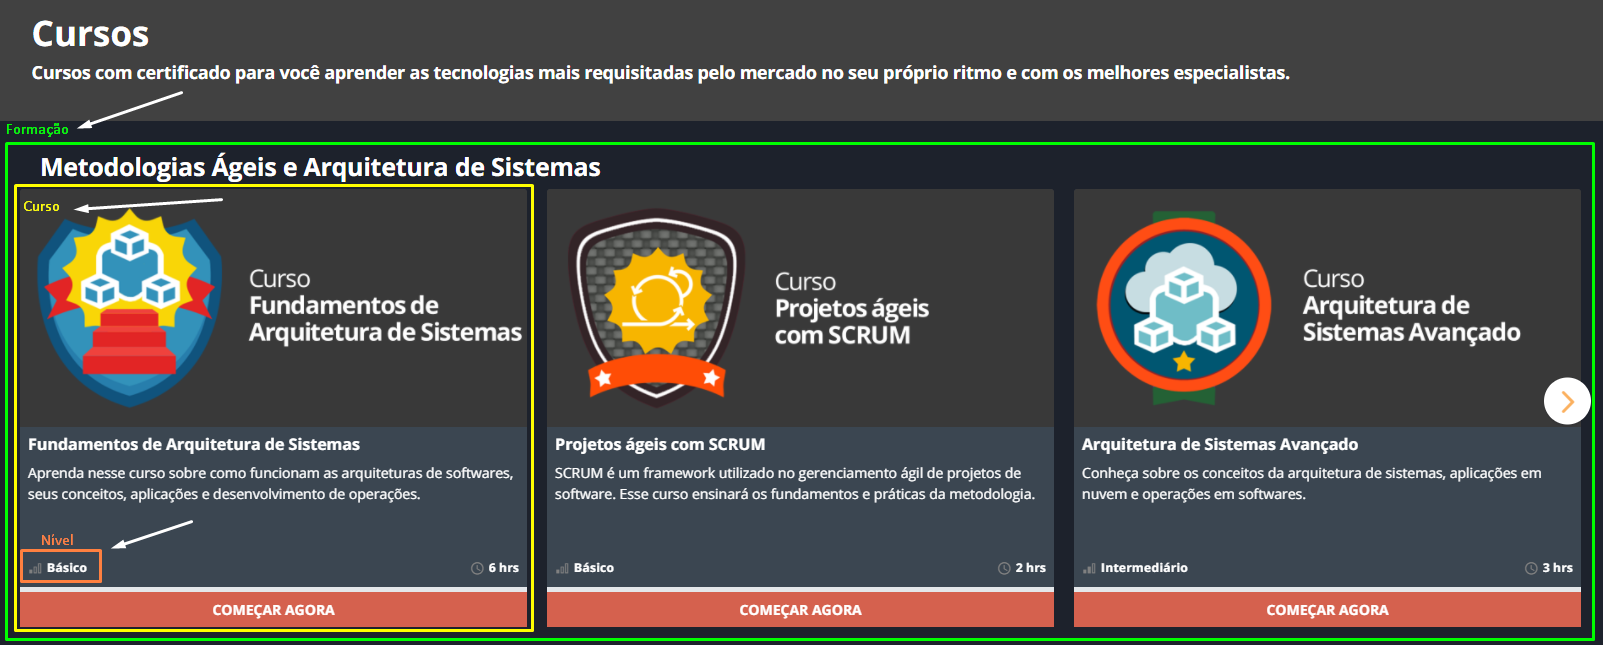 Cursos
Cursos com certificado para você aprender as tecnologias mais requisitadas pelo mercado no seu próprio ritmo e com os melhores especialistas.
Formação
Metodologias Ágeis e Arquitetura de Sistemas
Curso
Curso
Fundamentos de
Arquitetura de Sistemas
Fundamentos de Arquitetura de Sistemas
Aprenda nesse curso sobre como funcionam as arquiteturas de softwares,
seus conceitos, aplicações e desenvolvimento de operações.
Nível
Básico
6 hrs
COMEÇAR AGORA
Curso
Projetos ágeis
com SCRUM
Projetos ágeis com SCRUM
SCRUM é um framework utilizado no gerenciamento ágil de projetos de
software. Esse curso ensinará os fundamentos e práticas da metodologia.
Básico
2 hrs
COMEÇAR AGORA
Curso
Arquitetura de
Sistemas Avançado
Arquitetura de Sistemas Avançado
Conheça sobre os conceitos da arquitetura de sistemas, aplicações em
nuvem e operações em softwares.
Intermediário
3 hrs
COMEÇAR AGORA